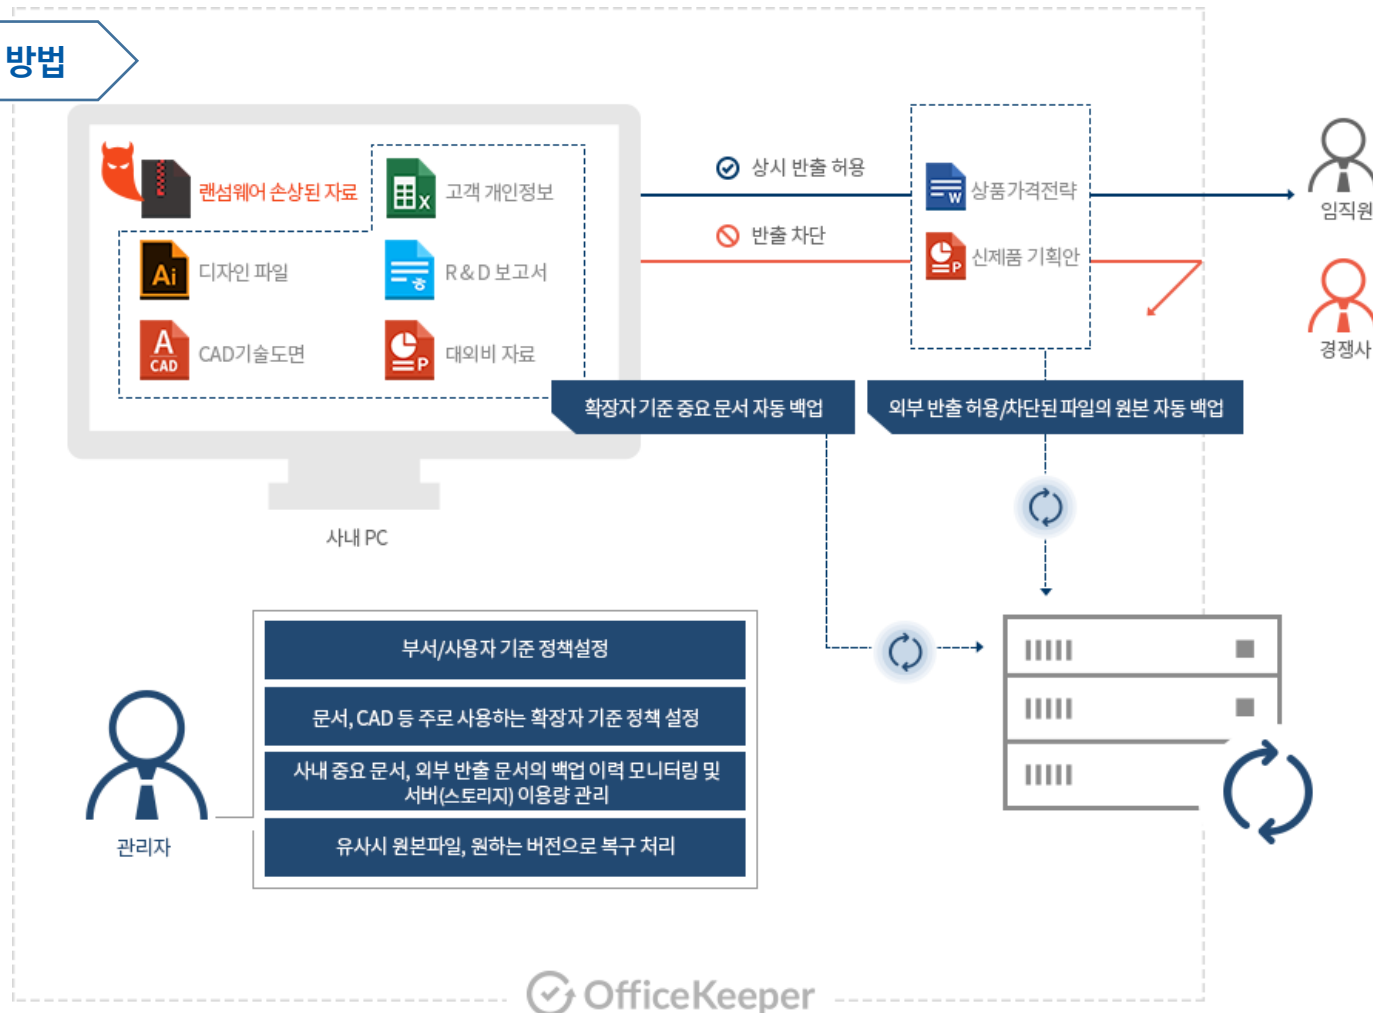 방법
랜섬웨어 손상된 자료
고객 개인정보
Ai
디자인 파일
R & D 보고서
A
CAD
CAD기술도면
대외비 자료
X
ㅎ
P
상시 반출 허용
반출 차단
W
상품가격전략
P
신제품 기획안
임직원
경쟁사
확장자 기준 중요 문서 자동 백업
외부 반출 허용/차단된 파일의 원본 자동 백업
사내 PC
부서/사용자 기준 정책설정
문서, CAD 등 주로 사용하는 확장자 기준 정책 설정
사내 중요 문서, 외부 반출 문서의 백업 이력 모니터링 및
서버(스토리지) 이용량 관리
유사시 원본파일, 원하는 버전으로 복구 처리
관리자
OfficeKeeper